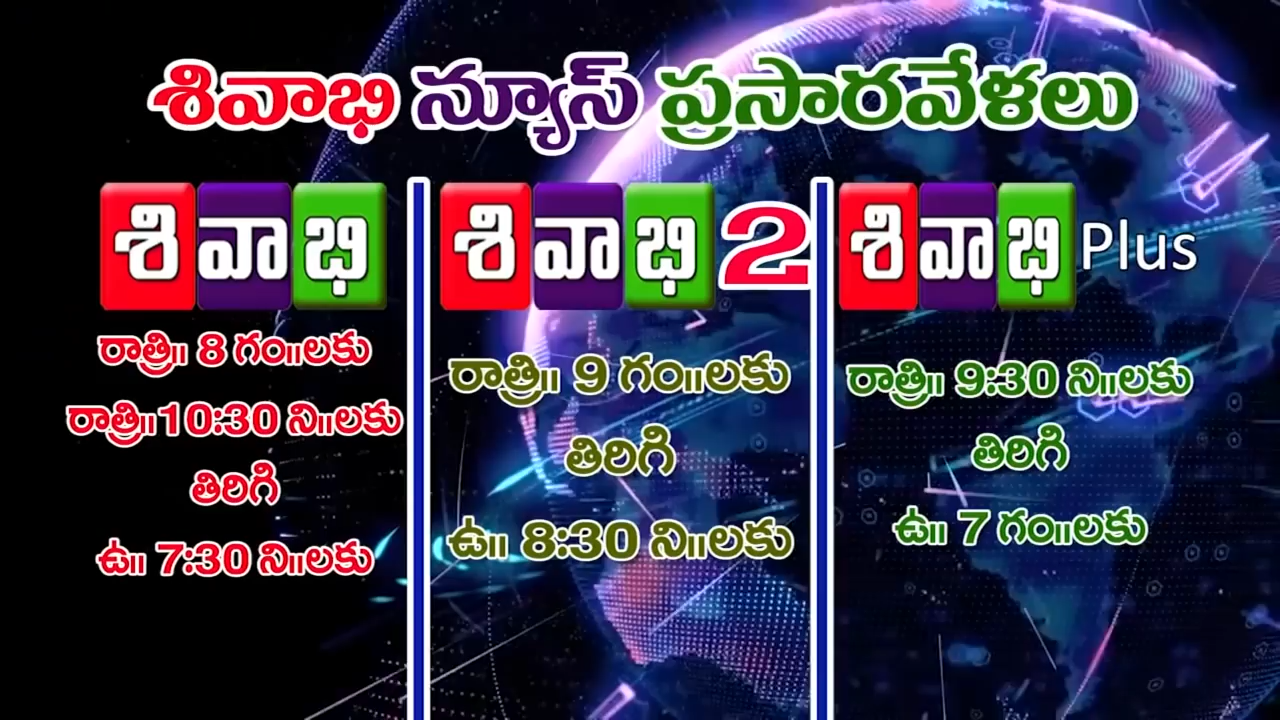 శివాభి న్యూస్ ప్రసారవేళలు
శివాభి
రాత్రి॥ 8 గం॥లకు
రాత్రి॥10:30 ని॥లకు
తిరిగి
ఉ॥ 7:30 ని॥లకు
శివాభి 2
రాత్రి॥ 9 గం॥లకు
తిరిగి
ఉ॥ 8:30 ని॥లకు
శివాభి Plus
రాత్రి॥ 9:30 ని॥లకు
తిరిగి
ఉ॥ 7 గం॥లకు